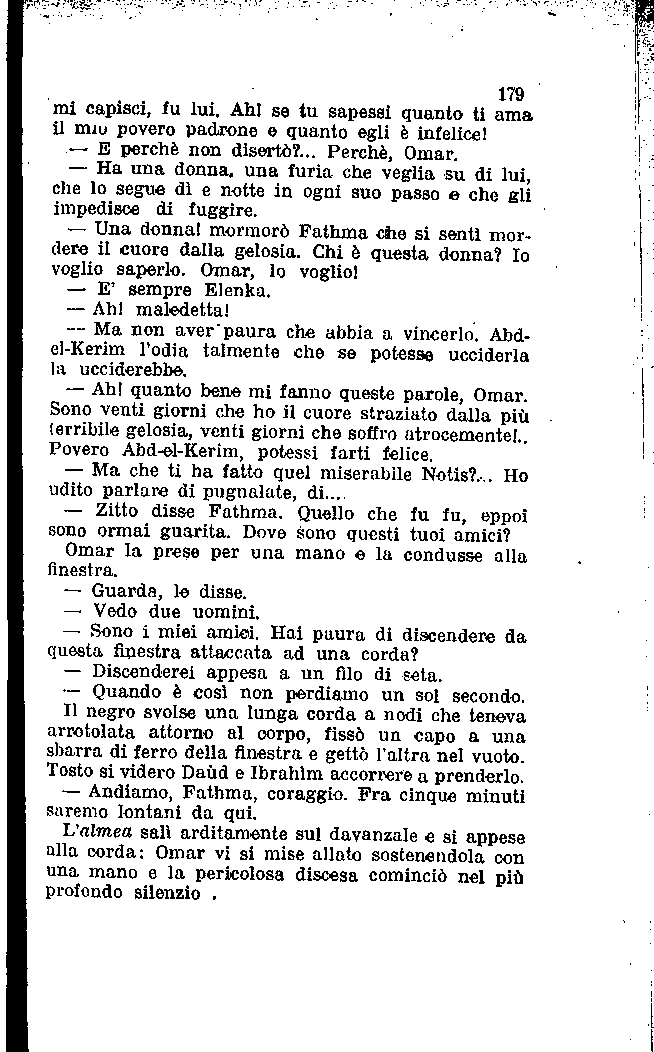 179
mi capisci, fu lui. Ah! se tu sapessi quanto ti ama
il mio povero padrone e quanto egli è infelice!
— E perchè non disertò?... Perchè, Omar.
— Ha una donna, una furia che veglia su di lui,
che lo segue dì e notte in ogni suo passo e che gli
impedisce di fuggire.
— Una donna! mormorò Fathma che si sentì mor-
dere il cuore dalla gelosia. Chi è questa donna? Io
voglio saperlo. Omar, lo voglio!
— E' sempre Elenka.
— Ah! maledetta!
— Ma non aver paura che abbia a vincerlo. Abd-
el-Kerim l'odia talmente che se potesse ucciderla
la ucciderebbe.
— Ah! quanto bene mi fanno queste parole, Omar.
Sono venti giorni che ho il cuore straziato dalla più
terribile gelosia, venti giorni che soffro atrocemente!..
Povero Abd-el-Kerim, potessi farti felice.
— Ma che ti ha fatto quel miserabile Notis?... Ho
udito parlare di pugnalate, di....
— Zitto disse Fathma. Quello che fu fu, eppoi
sono ormai guarita. Dove sono questi tuoi amici?
Omar la prese per una mano e la condusse alla
finestra.
— Guarda, le disse.
— Vedo due uomini.
— Sono i miei amici. Hai paura di discendere da
questa finestra attaccata ad una corda?
— Discenderei appesa a un filo di seta.
— Quando è così non perdiamo un sol secondo.
Il negro svolse una lunga corda a nodi che teneva
arrotolata attorno al corpo, fissò un capo a una
sbarra di ferro della finestra e gettò l'altra nel vuoto.
Tosto si videro Daùd e Ibrahim accorrere a prenderlo.
— Andiamo, Fathma, coraggio. Fra cinque minuti
saremo lontani da qui.
L'almea salì arditamente sul davanzale e si appese
alla corda: Omar vi si mise allato sostenendola con
una mano e la pericolosa discesa cominciò nel più
profondo silenzio .